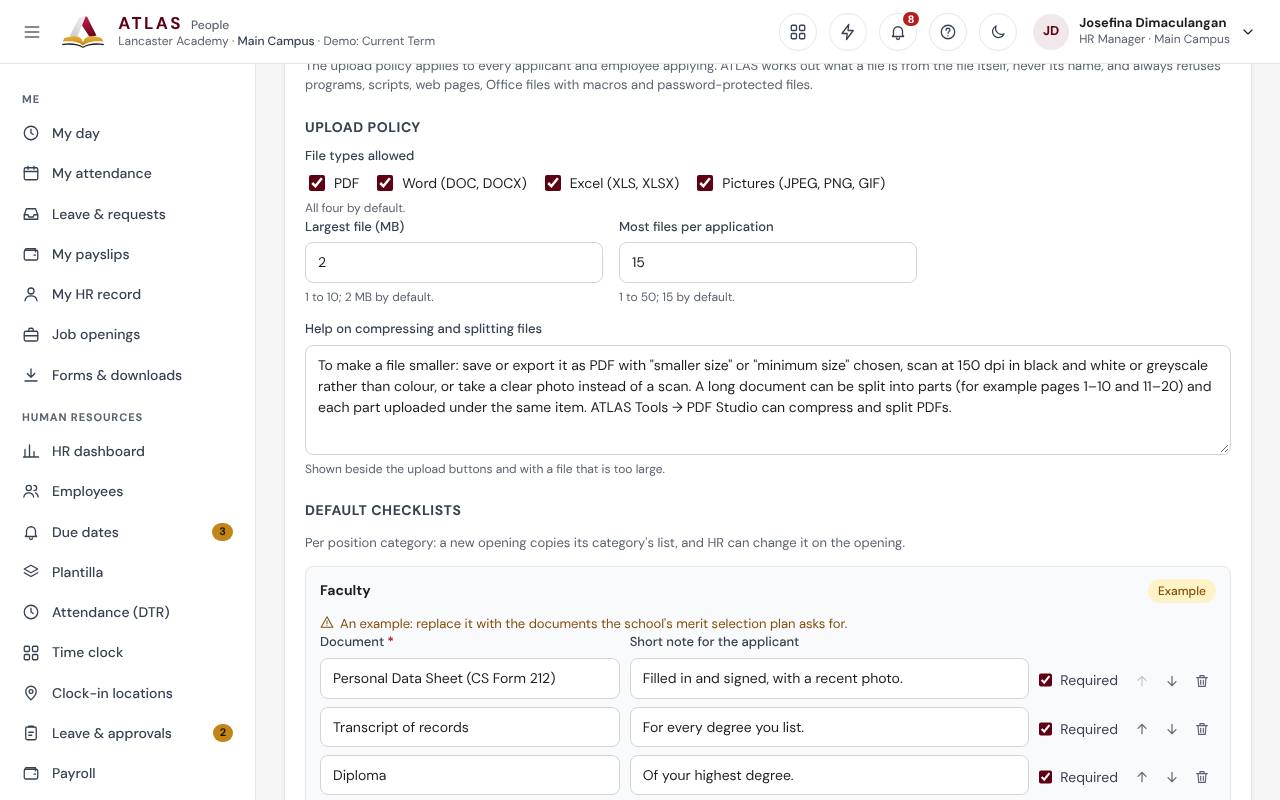 ATLAS People
Lancaster Academy · Main Campus · Demo: Current Term
8
JD
Josefina Dimaculangan
HR Manager · Main Campus
ME
My day
My attendance
Leave & requests
My payslips
My HR record
Job openings
Forms & downloads
HUMAN RESOURCES
HR dashboard
Employees
Due dates 3
Plantilla
Attendance (DTR)
Time clock
Clock-in locations
Leave & approvals 2
Payroll
The upload policy applies to every applicant and employee applying. ATLAS works out what a file is from the file itself, never its name, and always refuses
programs, scripts, web pages, Office files with macros and password-protected files.
UPLOAD POLICY
File types allowed
PDF Word (DOC, DOCX) Excel (XLS, XLSX) Pictures (JPEG, PNG, GIF)
All four by default.
Largest file (MB) Most files per application
2 15
1 to 10; 2 MB by default. 1 to 50; 15 by default.
Help on compressing and splitting files
To make a file smaller: save or export it as PDF with "smaller size" or "minimum size" chosen, scan at 150 dpi in black and white or greyscale
rather than colour, or take a clear photo instead of a scan. A long document can be split into parts (for example pages 1–10 and 11–20) and
each part uploaded under the same item. ATLAS Tools → PDF Studio can compress and split PDFs.
Shown beside the upload buttons and with a file that is too large.
DEFAULT CHECKLISTS
Per position category: a new opening copies its category's list, and HR can change it on the opening.
Faculty Example
An example: replace it with the documents the school's merit selection plan asks for.
Document * Short note for the applicant
Personal Data Sheet (CS Form 212) Filled in and signed, with a recent photo. Required
Transcript of records For every degree you list. Required
Diploma Of your highest degree. Required